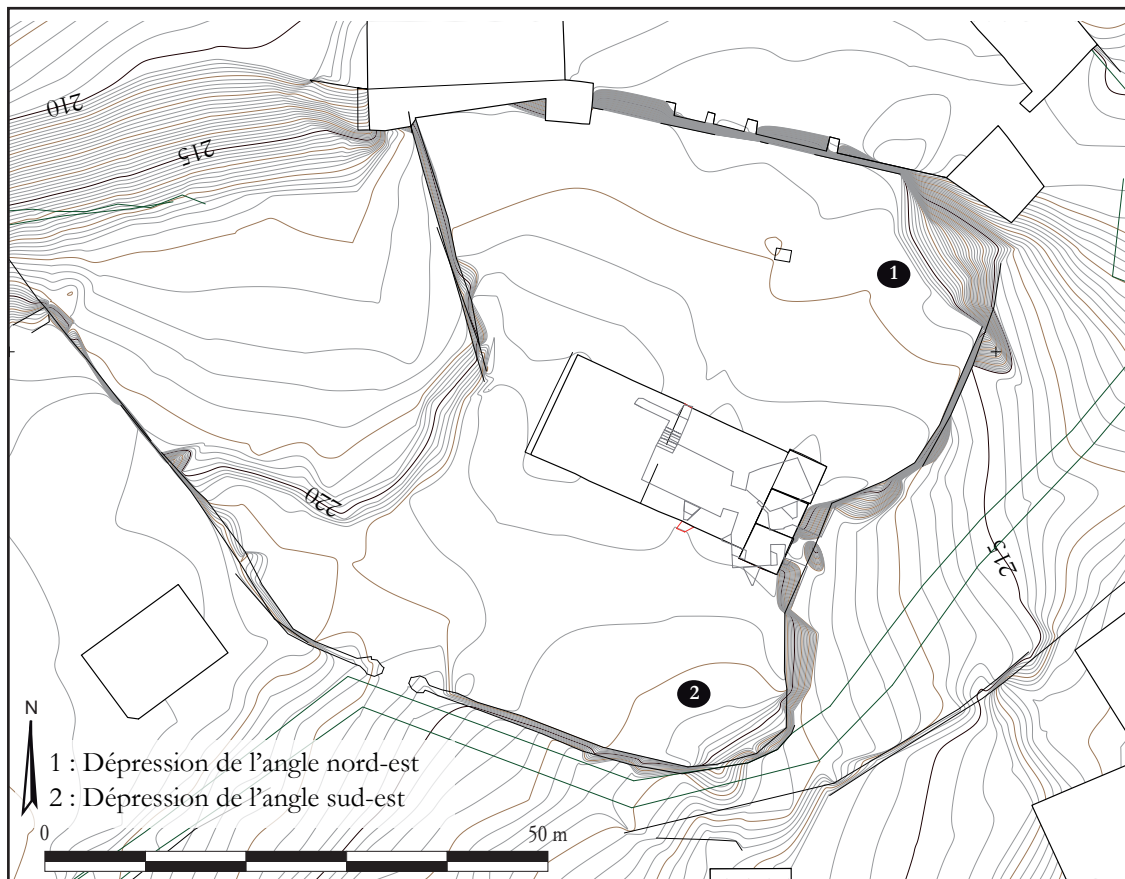 210
215
1
220
215
2
N
1 : Dépression de l'angle nord-est
2 : Dépression de l'angle sud-est
0 50 m